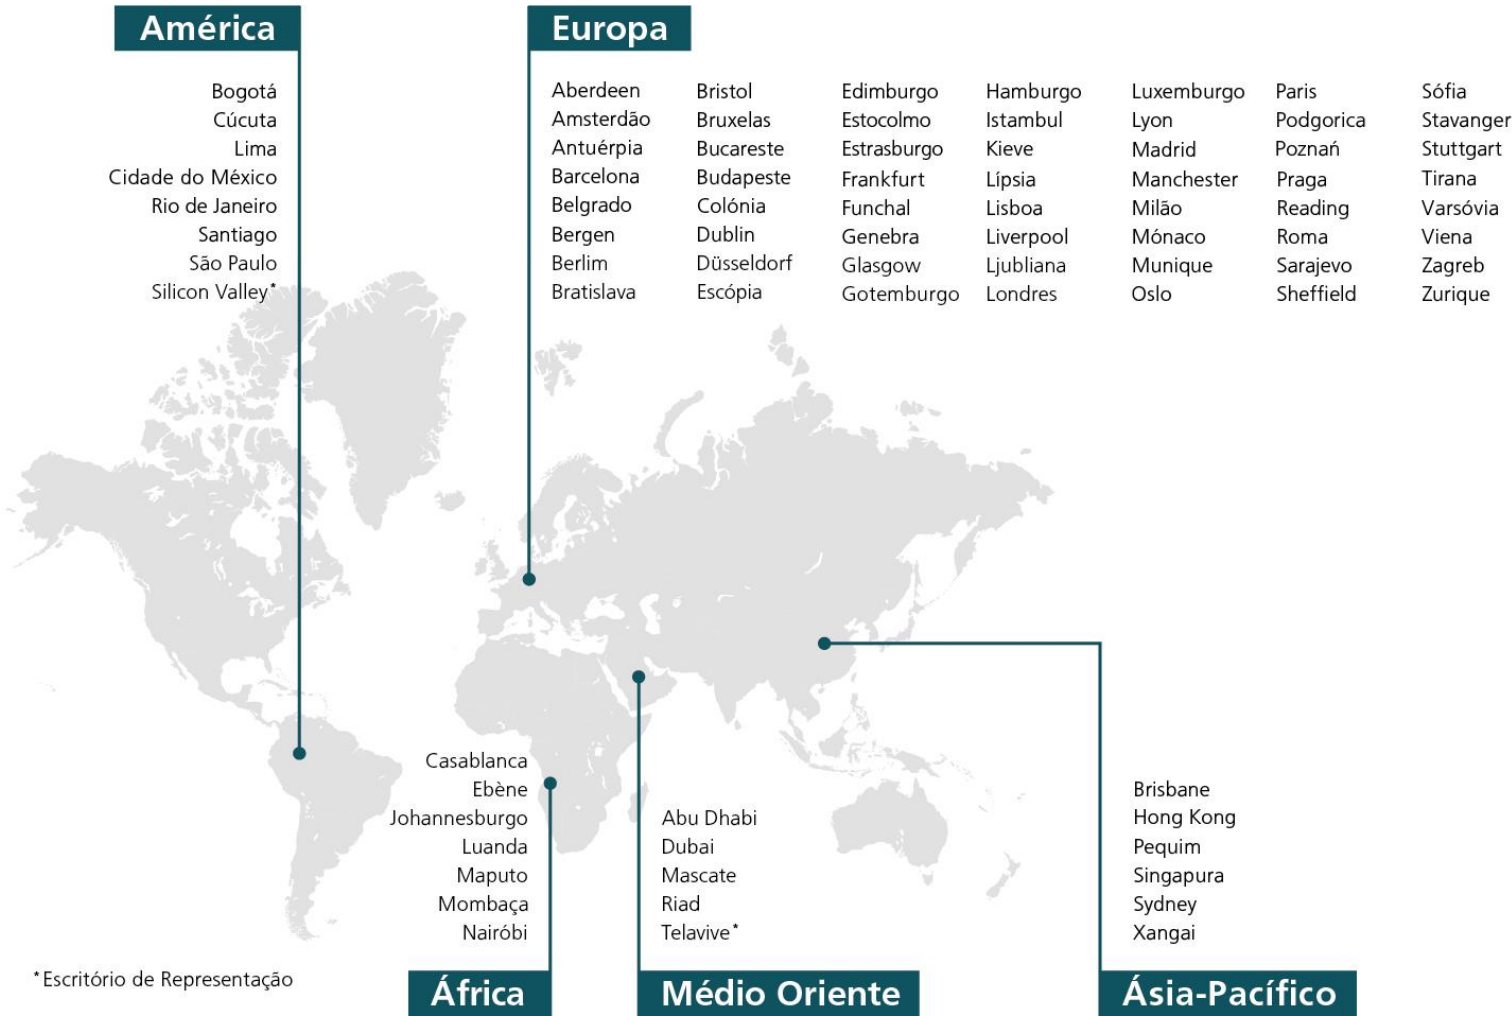 América
Bogotá
Cúcuta
Lima
Cidade do México
Rio de Janeiro
Santiago
São Paulo
Silicon Valley*
Europa
Aberdeen
Amsterdão
Antuérpia
Barcelona
Belgrado
Bergen
Berlim
Bratislava
Bristol
Bruxelas
Bucareste
Budapeste
Colónia
Dublin
Düsseldorf
Escópia
Edimburgo
Estocolmo
Estrasburgo
Frankfurt
Funchal
Genebra
Glasgow
Gotemburgo
Hamburgo
Istambul
Kieve
Lípsia
Lisboa
Liverpool
Ljubliana
Londres
Luxemburgo
Lyon
Madrid
Manchester
Milão
Mónaco
Munique
Oslo
Paris
Podgorica
Poznań
Praga
Reading
Roma
Sarajevo
Sheffield
Sófia
Stavanger
Stuttgart
Tirana
Varsóvia
Viena
Zagreb
Zurique
Casablanca
Ebène
Johannesburgo
Luanda
Maputo
Mombaça
Nairóbi
África
Abu Dhabi
Dubai
Mascate
Riad
Telavive*
Médio Oriente
Brisbane
Hong Kong
Pequim
Singapura
Sydney
Xangai
Ásia-Pacífico
*Escritório de Representação